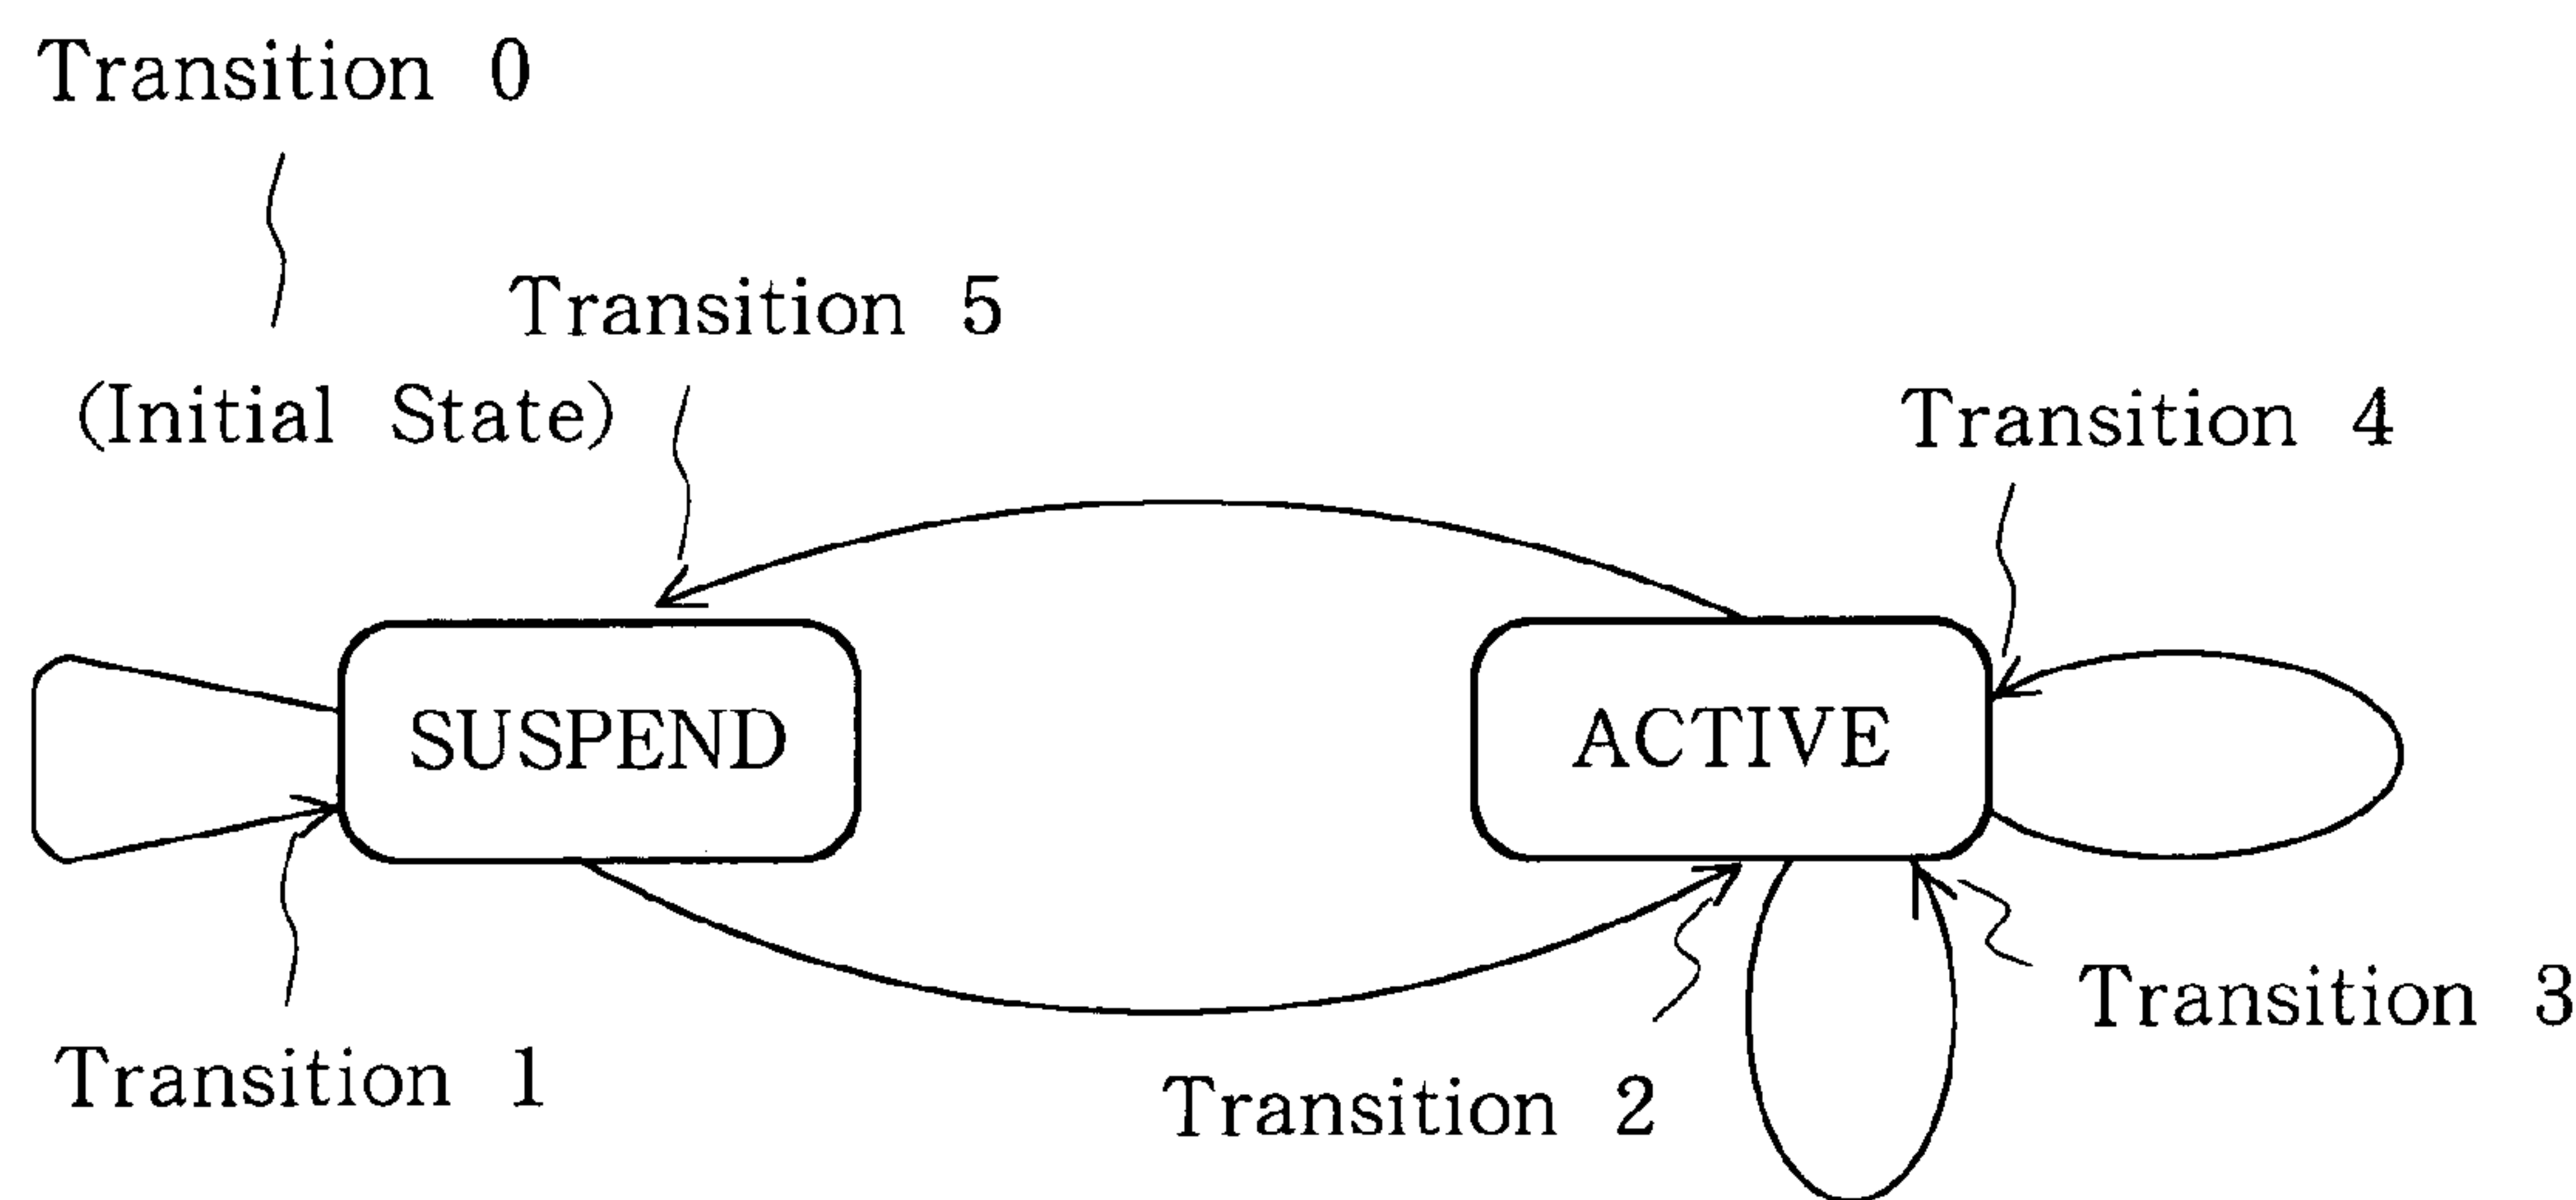 Transition 0
Transition 5
(Initial State)
Transition 4
SUSPEND
ACTIVE
Transition 3
Transition 1
Transition 2